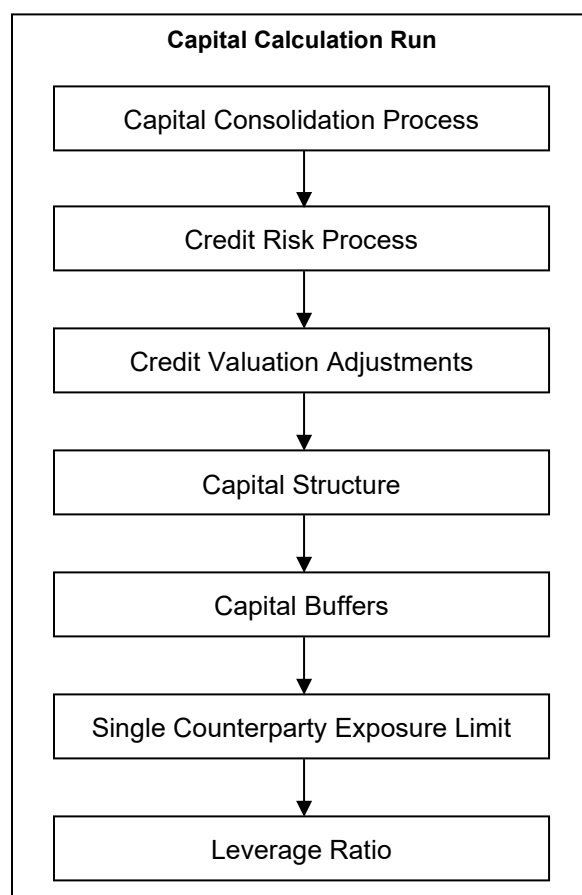 Capital Calculation Run
Capital Consolidation Process
Credit Risk Process
Credit Valuation Adjustments
Capital Structure
Capital Buffers
Single Counterparty Exposure Limit
Leverage Ratio